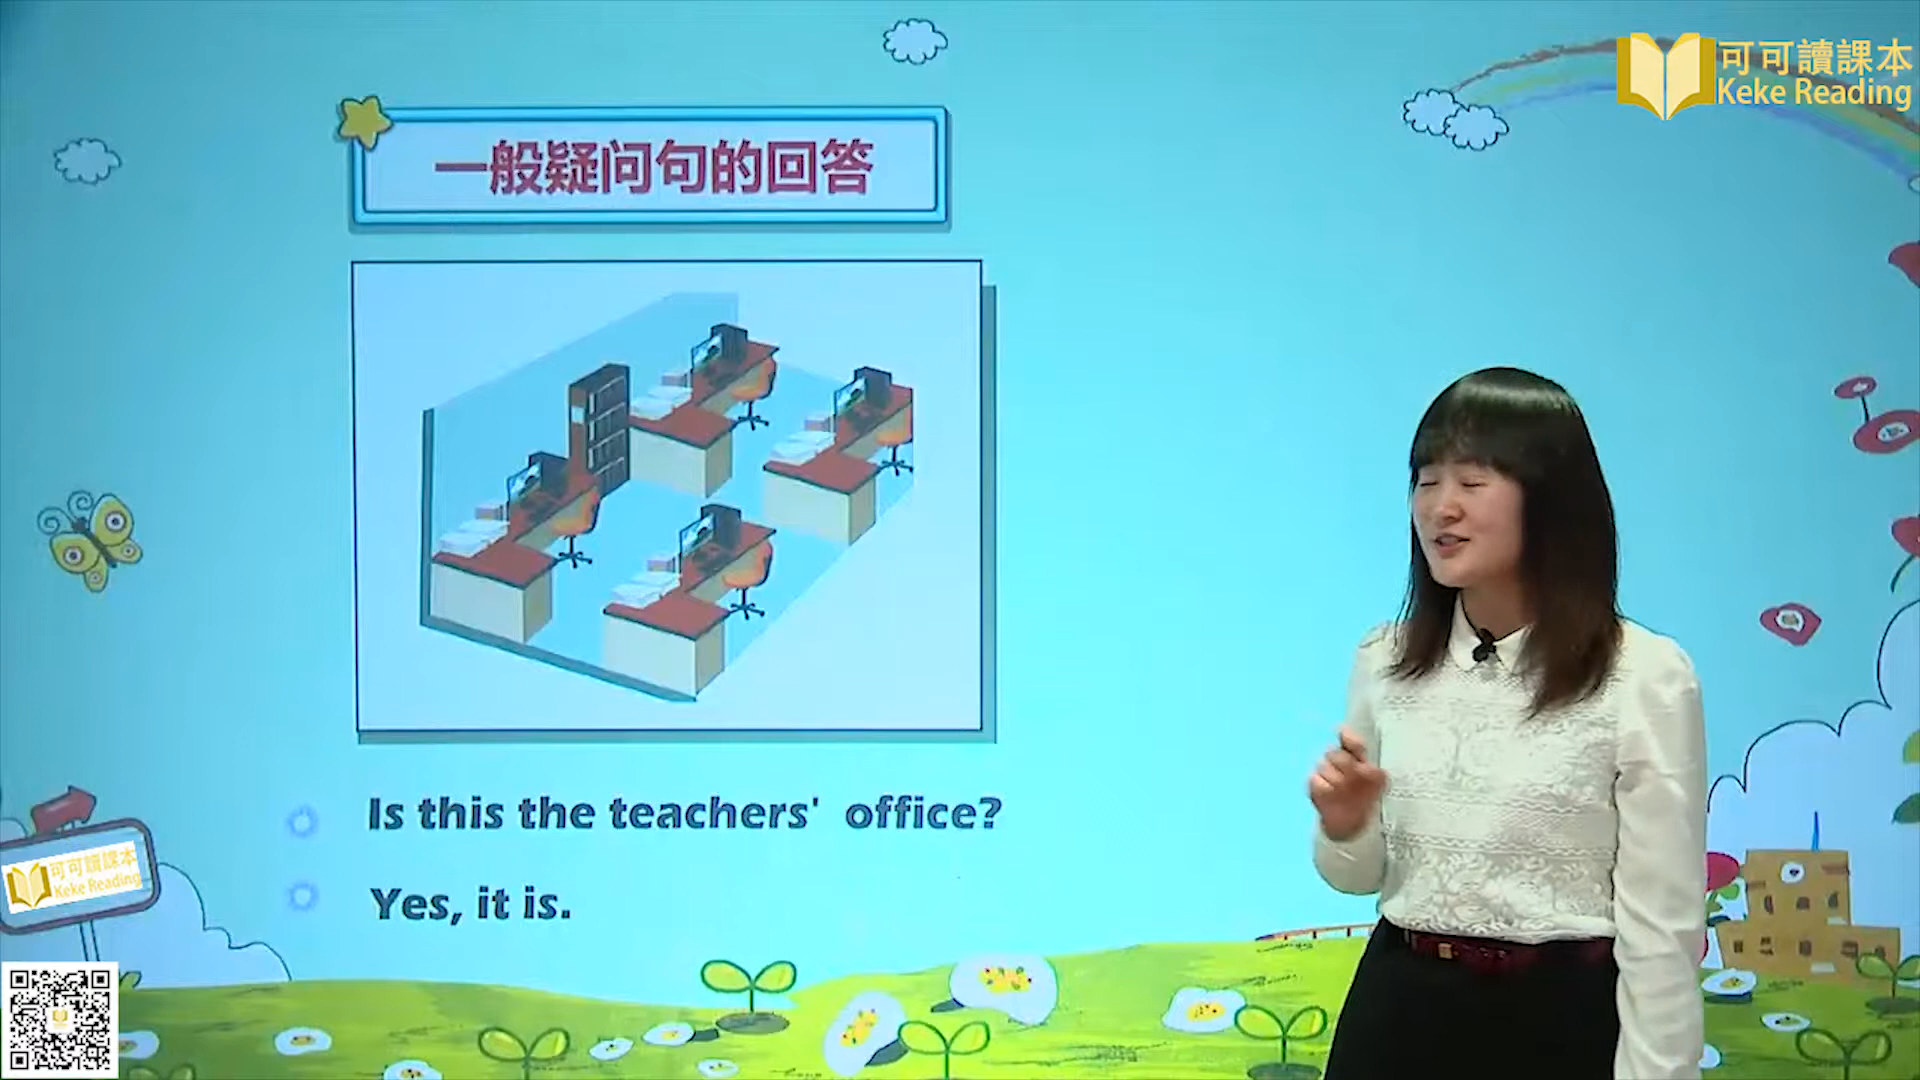 可可讀課本
Keke Reading
一般疑问句的回答
Is this the teachers' office?
Yes, it is.
可可讀課本
Keke Reading